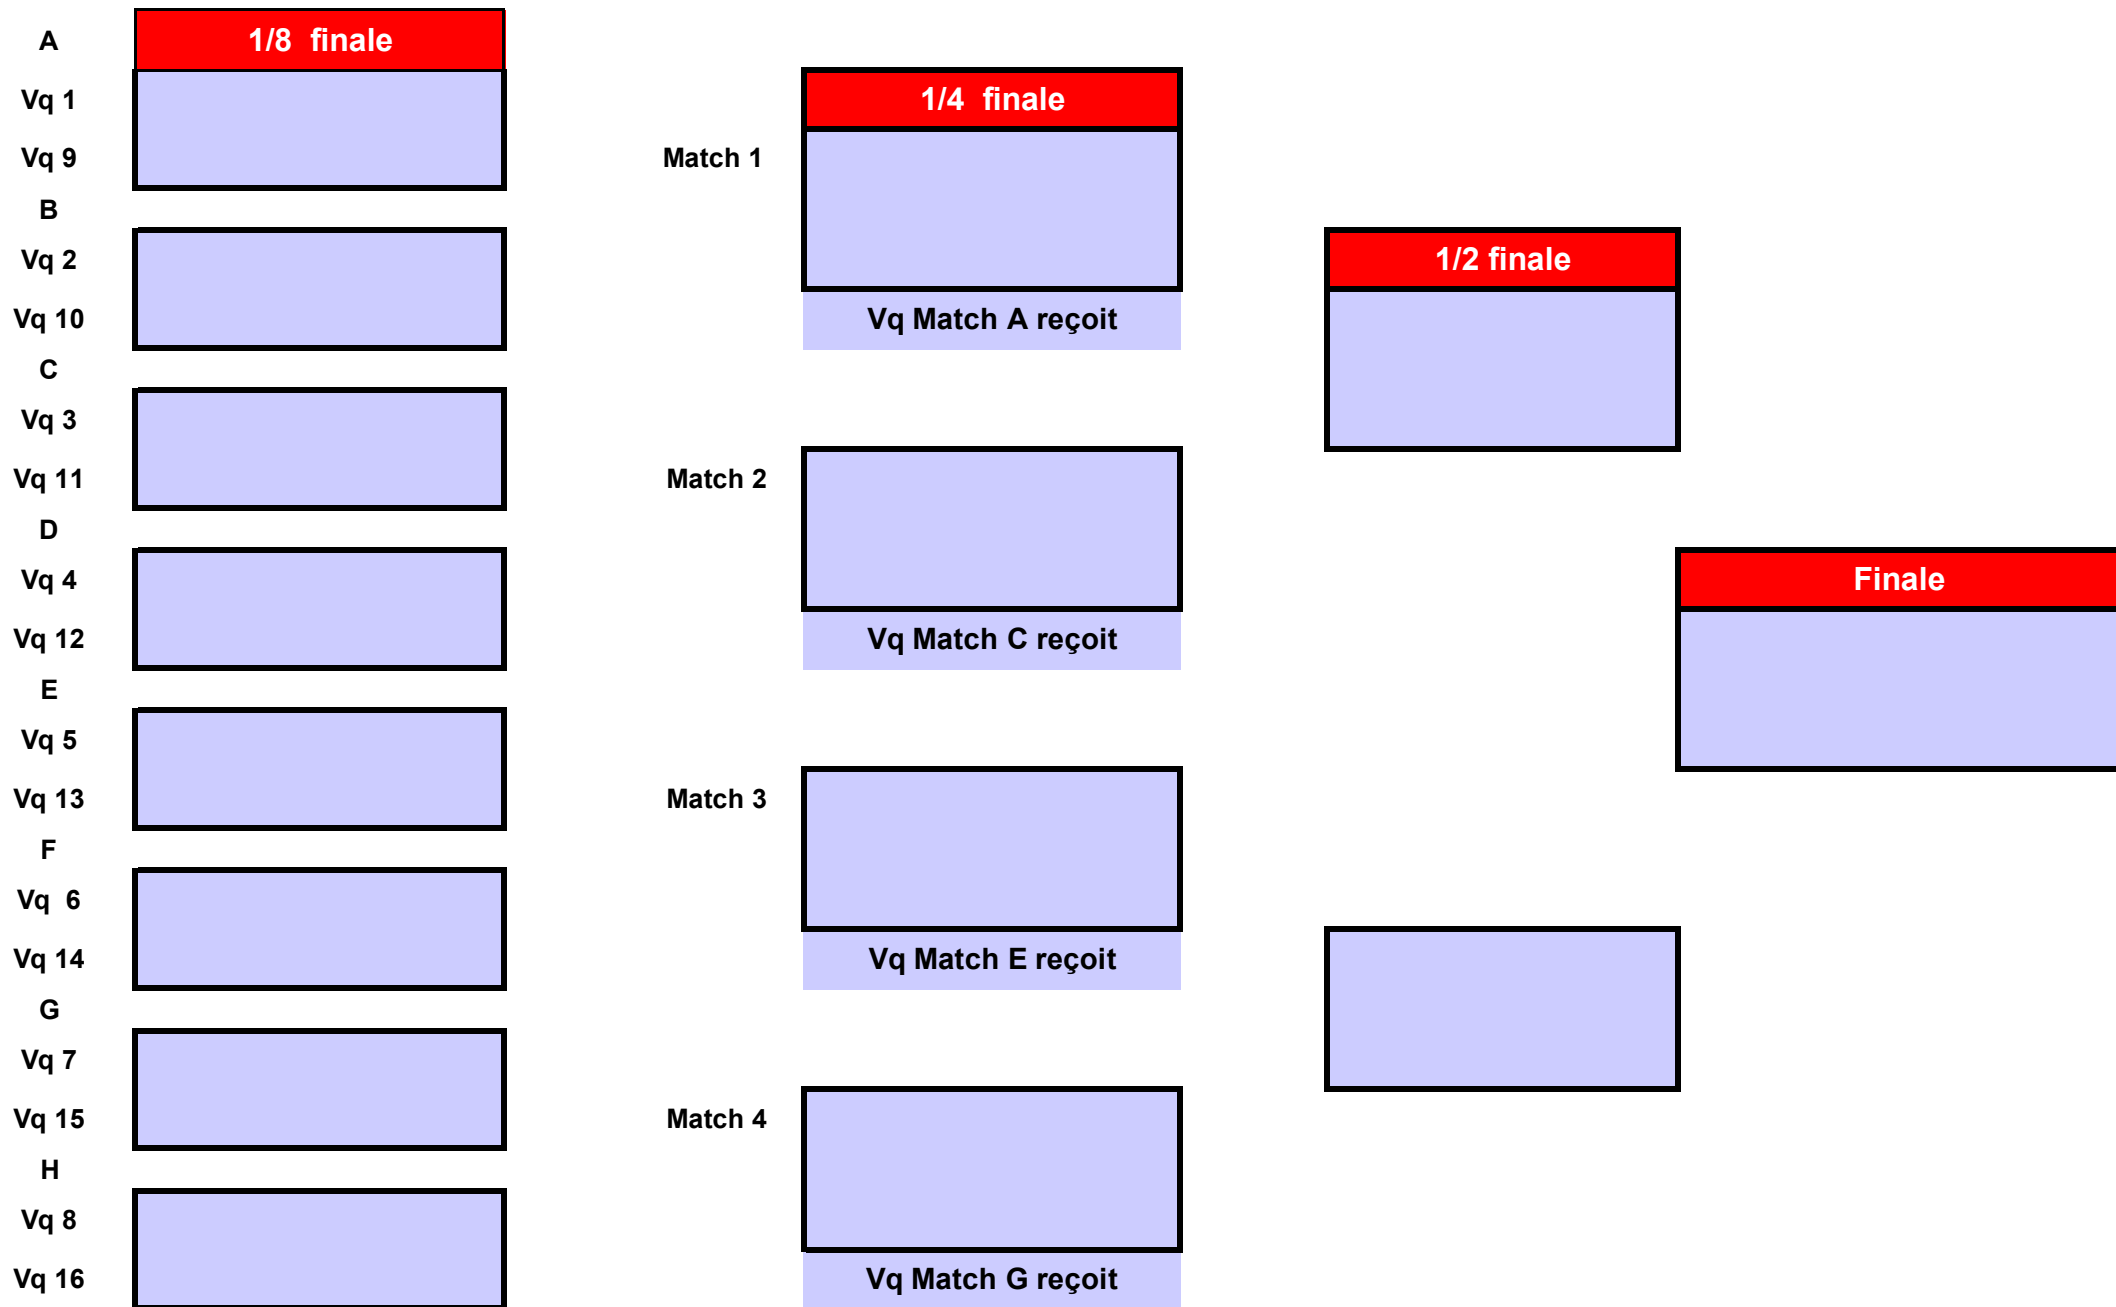 A
1/8  finale
Vq 1
Vq 9
B
Vq 2
Vq 10
C
Vq 3
Vq 11
D
Vq 4
Vq 12
E
Vq 5
Vq 13
F
Vq  6
Vq 14
G
Vq 7
Vq 15
H
Vq 8
Vq 16
1/4  finale
Match 1
Vq Match A reçoit
Match 2
Vq Match C reçoit
Match 3
Vq Match E reçoit
Match 4
Vq Match G reçoit
1/2 finale
Finale